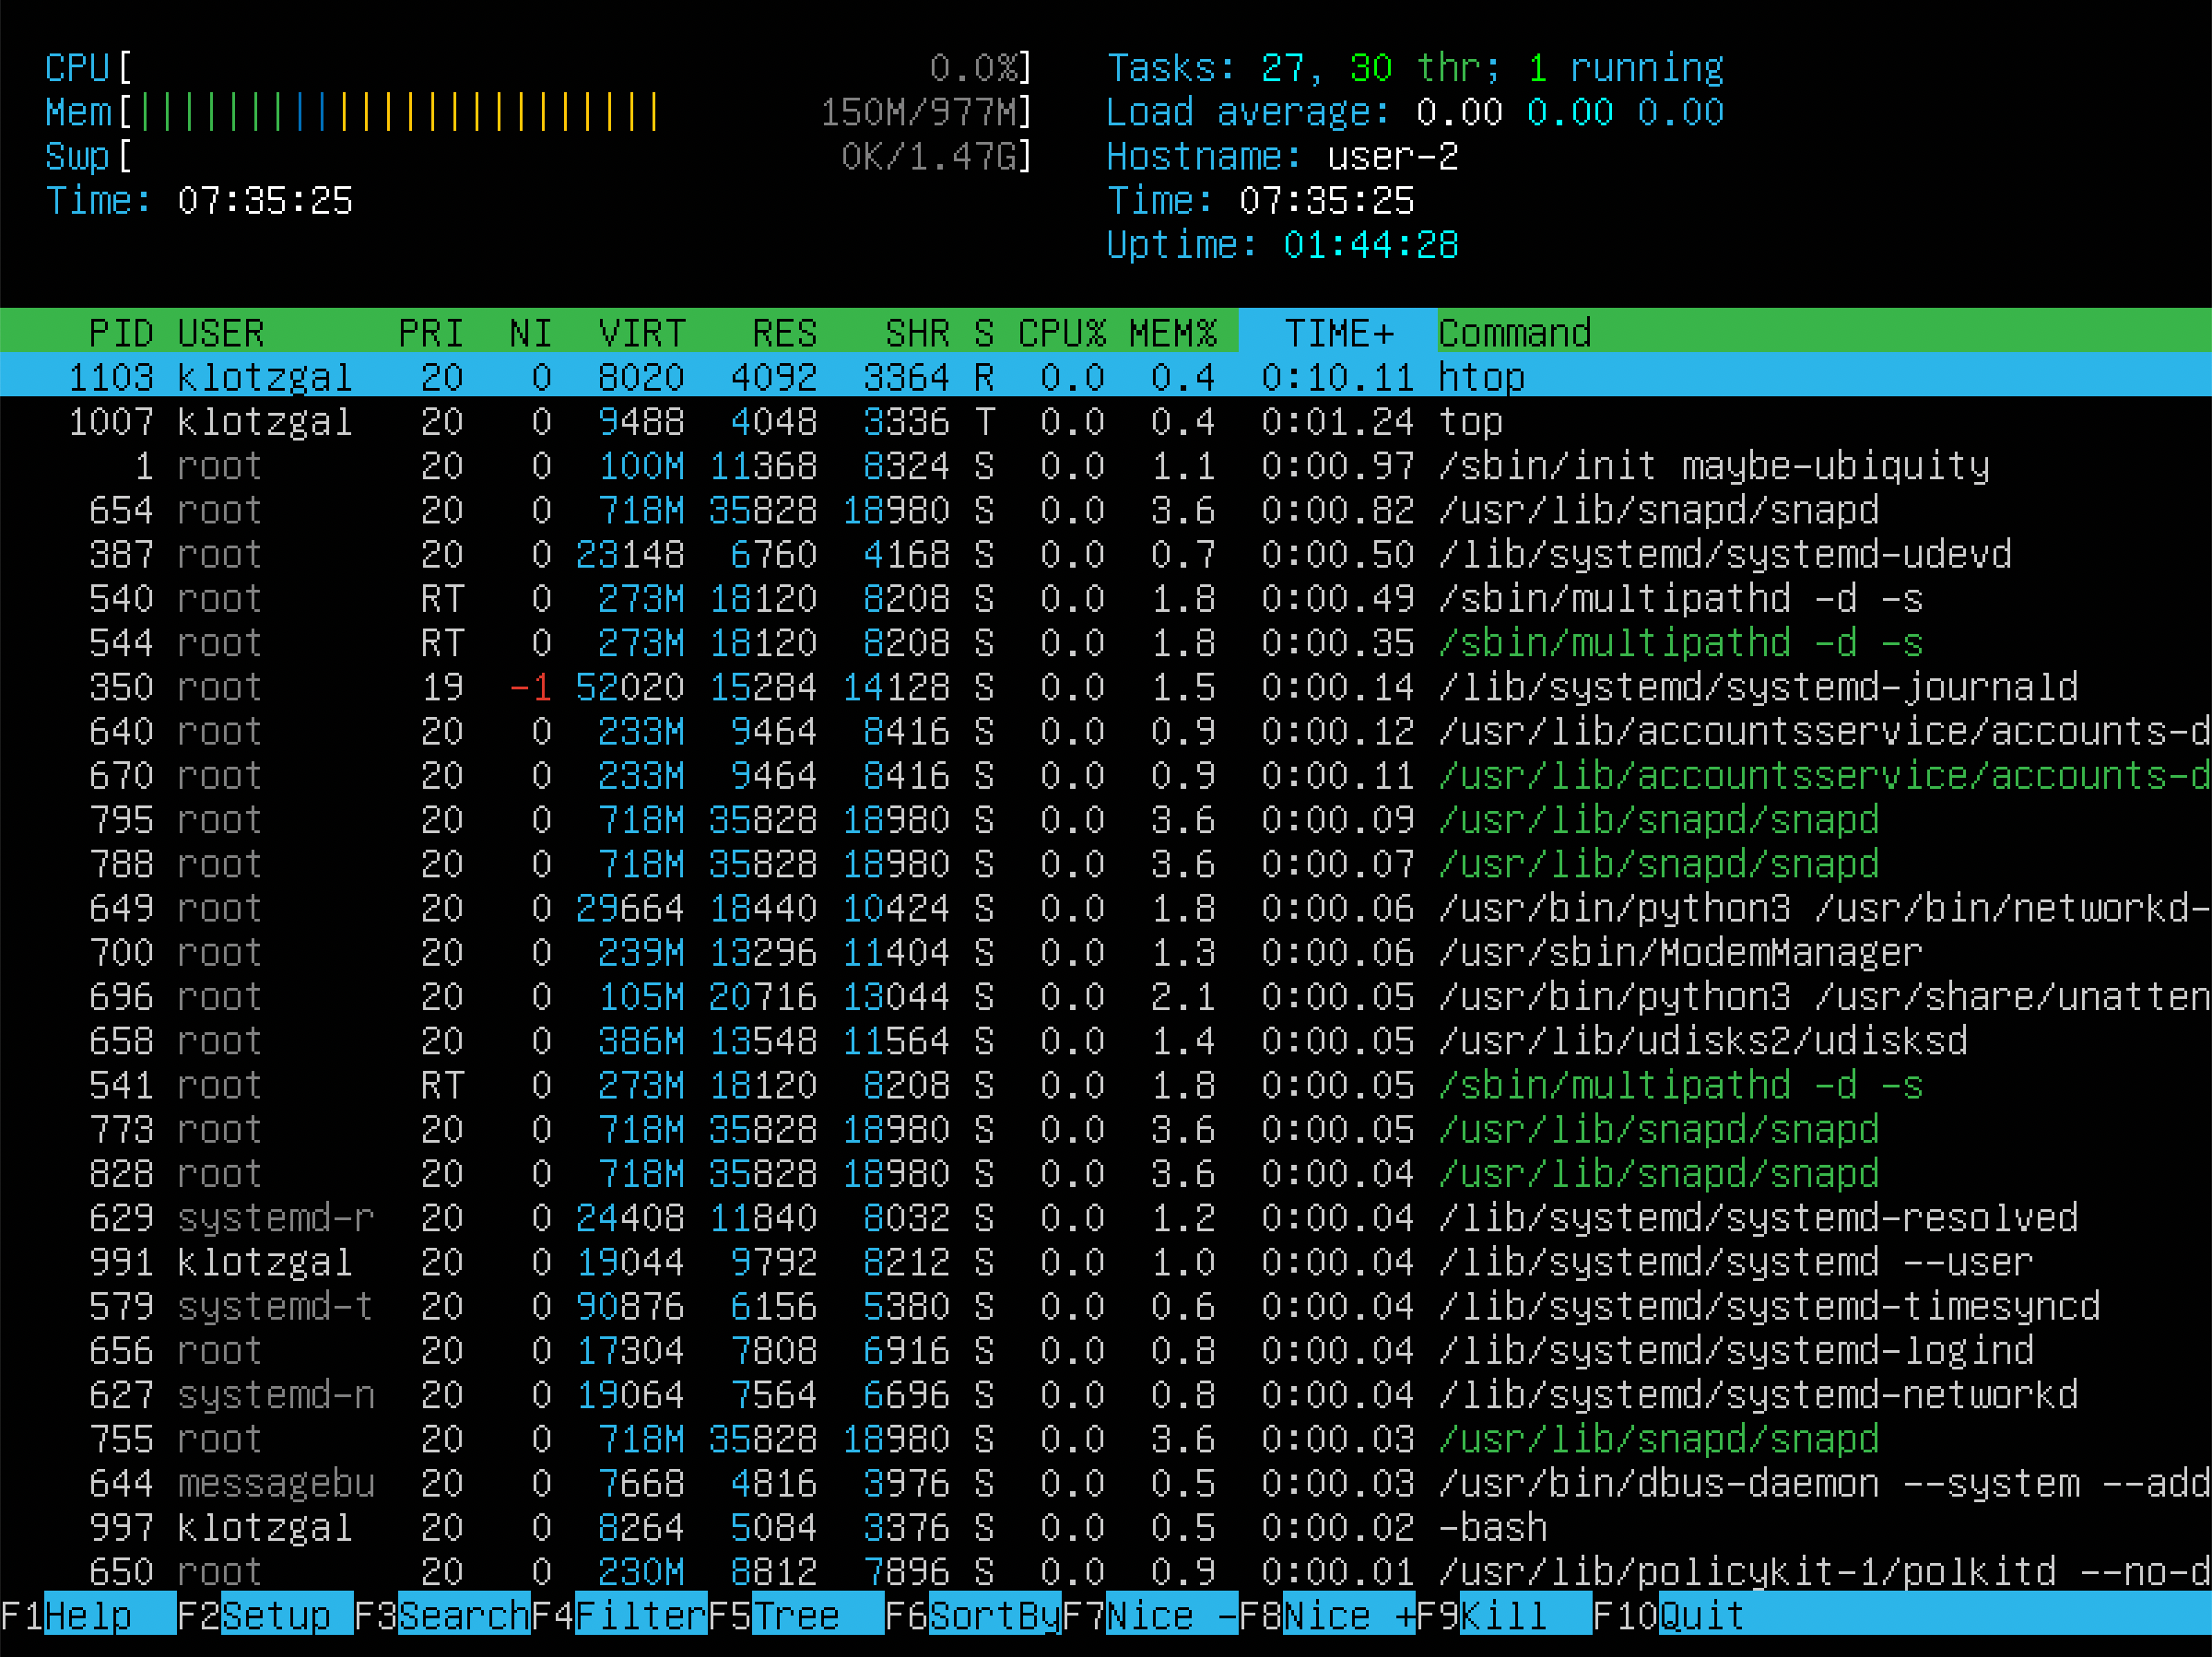 CPU[ 0.0%] Tasks: 27, 30 thr; 1 running
Mem[||||||||||||||||||||||||150M/977M] Load average: 0.00 0.00 0.00
Swp[ 0K/1.47G] Hostname: user-2
Time: 07:35:25 Time: 07:35:25
Uptime: 01:44:28
PID USER PRI NI VIRT RES SHR S CPU% MEM% TIME+ Command
1103 klotzgal 20 0 8020 4092 3364 R 0.0 0.4 0:10.11 htop
1007 klotzgal 20 0 9488 4048 3336 T 0.0 0.4 0:01.24 top
1 root 20 0 100M 11368 8324 S 0.0 1.1 0:00.97 /sbin/init maybe-ubiquity
654 root 20 0 718M 35828 18980 S 0.0 3.6 0:00.82 /usr/lib/snapd/snapd
387 root 20 0 23148 6760 4168 S 0.0 0.7 0:00.50 /lib/systemd/systemd-udevd
540 root RT 0 273M 18120 8208 S 0.0 1.8 0:00.49 /sbin/multipathd -d -s
544 root RT 0 273M 18120 8208 S 0.0 1.8 0:00.35 /sbin/multipathd -d -s
350 root 19 -1 52020 15284 14128 S 0.0 1.5 0:00.14 /lib/systemd/systemd-journald
640 root 20 0 233M 9464 8416 S 0.0 0.9 0:00.12 /usr/lib/accountsservice/accounts-d
670 root 20 0 233M 9464 8416 S 0.0 0.9 0:00.11 /usr/lib/accountsservice/accounts-d
795 root 20 0 718M 35828 18980 S 0.0 3.6 0:00.09 /usr/lib/snapd/snapd
788 root 20 0 718M 35828 18980 S 0.0 3.6 0:00.07 /usr/lib/snapd/snapd
649 root 20 0 29664 18440 10424 S 0.0 1.8 0:00.06 /usr/bin/python3 /usr/bin/networkd-
700 root 20 0 239M 13296 11404 S 0.0 1.3 0:00.06 /usr/sbin/ModemManager
696 root 20 0 105M 20716 13044 S 0.0 2.1 0:00.05 /usr/bin/python3 /usr/share/unatten
658 root 20 0 386M 13548 11564 S 0.0 1.4 0:00.05 /usr/lib/udisks2/udisksd
541 root RT 0 273M 18120 8208 S 0.0 1.8 0:00.05 /sbin/multipathd -d -s
773 root 20 0 718M 35828 18980 S 0.0 3.6 0:00.05 /usr/lib/snapd/snapd
828 root 20 0 718M 35828 18980 S 0.0 3.6 0:00.04 /usr/lib/snapd/snapd
629 systemd-r 20 0 24408 11840 8032 S 0.0 1.2 0:00.04 /lib/systemd/systemd-resolved
991 klotzgal 20 0 19044 9792 8212 S 0.0 1.0 0:00.04 /lib/systemd/systemd --user
579 systemd-t 20 0 90876 6156 5380 S 0.0 0.6 0:00.04 /lib/systemd/systemd-timesyncd
656 root 20 0 17304 7808 6916 S 0.0 0.8 0:00.04 /lib/systemd/systemd-logind
627 systemd-n 20 0 19064 7564 6696 S 0.0 0.8 0:00.04 /lib/systemd/systemd-networkd
755 root 20 0 718M 35828 18980 S 0.0 3.6 0:00.03 /usr/lib/snapd/snapd
644 messagebu 20 0 7668 4816 3976 S 0.0 0.5 0:00.03 /usr/bin/dbus-daemon --system --add
997 klotzgal 20 0 8264 5084 3376 S 0.0 0.5 0:00.02 -bash
650 root 20 0 230M 8812 7896 S 0.0 0.9 0:00.01 /usr/lib/policykit-1/polkitd --no-d
F1Help F2Setup F3SearchF4FilterF5Tree F6SortByF7Nice -F8Nice +F9Kill F10Quit